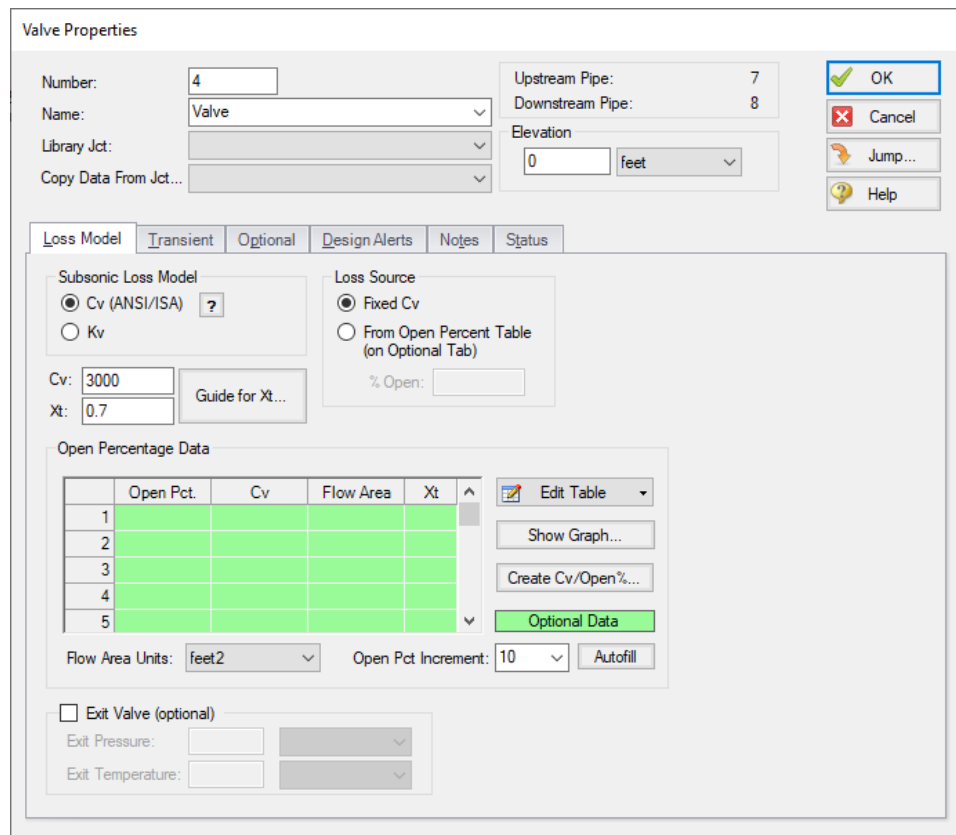 Valve Properties
Number: 4
Name: Valve
Library Jct:
Copy Data From Jct...
Upstream Pipe: 7
Downstream Pipe: 8
Elevation
0 feet
OK
Cancel
Jump...
Help
Loss Model Transient Optional Design Alerts Notes Status
Subsonic Loss Model
Cv (ANSI/ISA) ?
Kv
Loss Source
Fixed Cv
From Open Percent Table
(on Optional Tab)
% Open:
Cv: 3000
Xt: 0.7
Guide for Xt...
Open Percentage Data
Open Pct. Cv Flow Area Xt
1
2
3
4
5
Edit Table
Show Graph...
Create Cv/Open%...
Optional Data
Flow Area Units: feet2 Open Pct Increment: 10 Autofill
Exit Valve (optional)
Exit Pressure:
Exit Temperature: